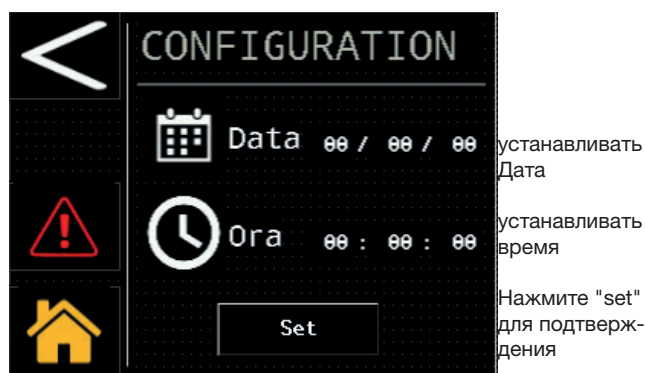 CONFIGURATION
Data 00 / 00 / 00
устанавливать
Дата
Ora 00 : 00 : 00
устанавливать
время
Set
Нажмите "set"
для подтверж-
дения